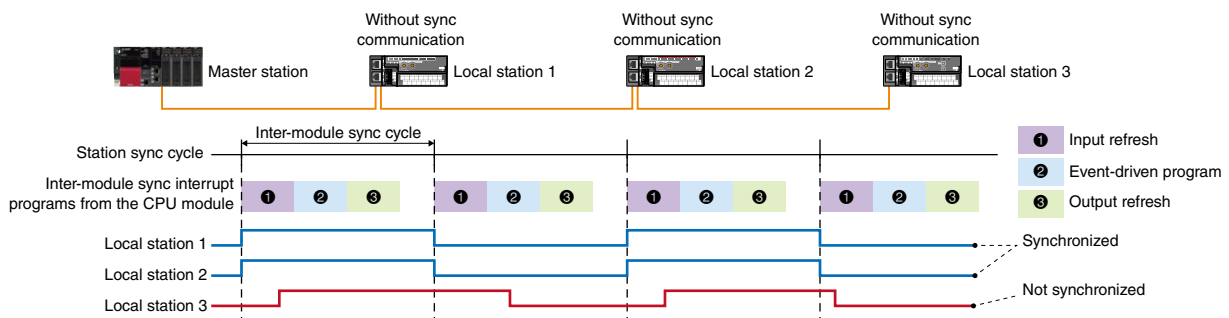 Without sync
communication
Without sync
communication
Without sync
communication
Master station
Local station 1
Local station 2
Local station 3
Inter-module sync cycle
Station sync cycle
❶ Input refresh
Inter-module sync interrupt
programs from the CPU module
❶ ❷ ❸ ❶ ❷ ❸ ❶ ❷ ❸ ❶ ❷ ❸
❷ Event-driven program
❸ Output refresh
Local station 1
Synchronized
Local station 2
Local station 3
Not synchronized